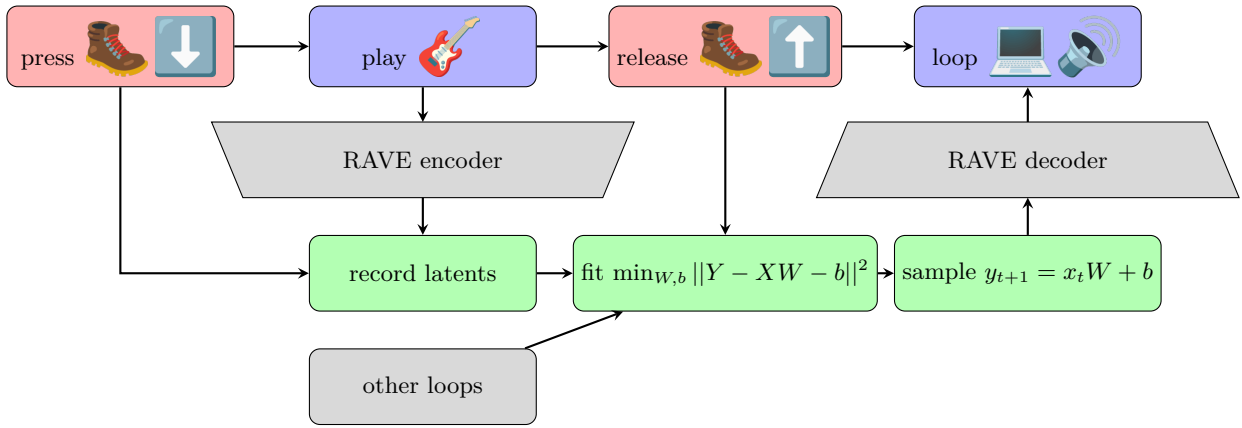 press
play
release
loop
RAVE encoder
RAVE decoder
record latents
fit min_{W,b} ||Y − XW − b||²
sample y_{t+1} = x_t W + b
other loops